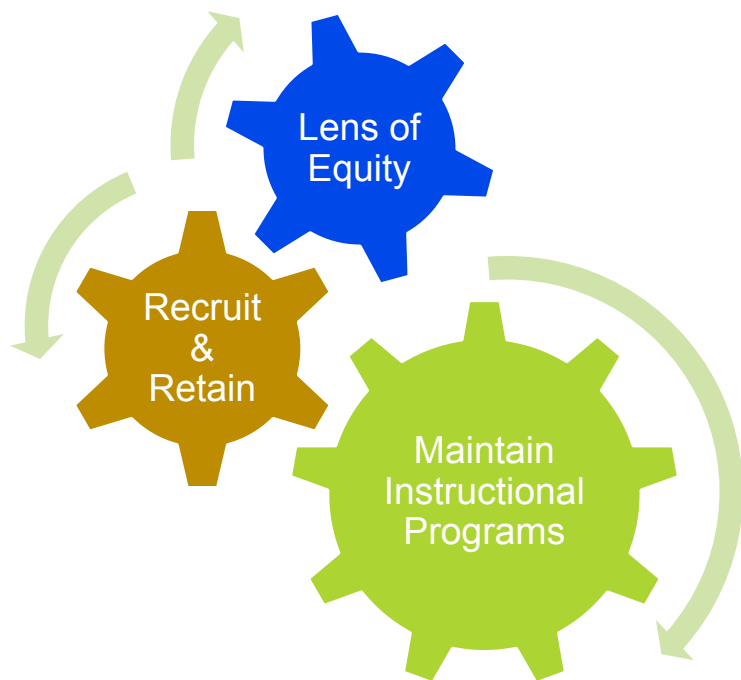 Lens of
Equity
Recruit
&
Retain
Maintain
Instructional
Programs